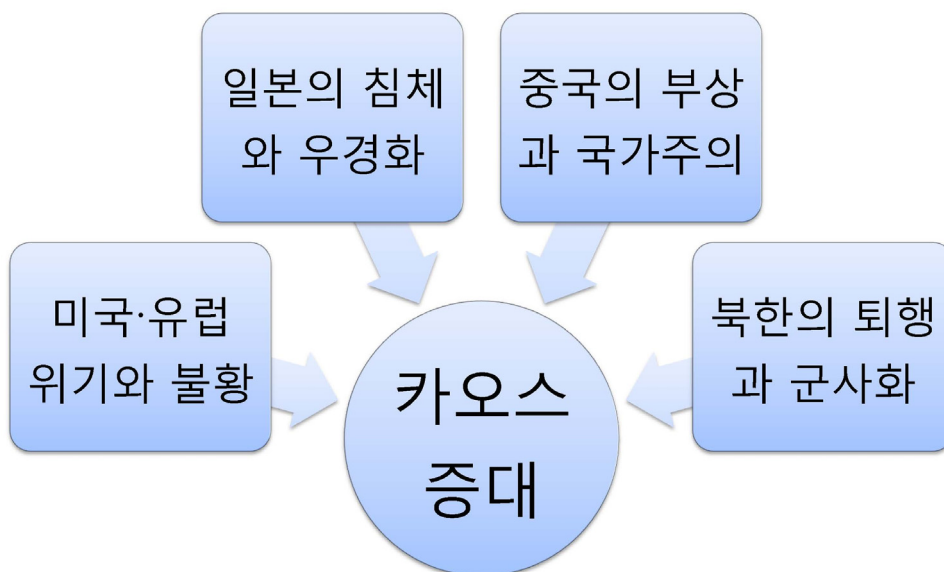 일본의 침체
와 우경화
중국의 부상
과 국가주의
미국·유럽
위기와 불황
북한의 퇴행
과 군사화
카오스
증대